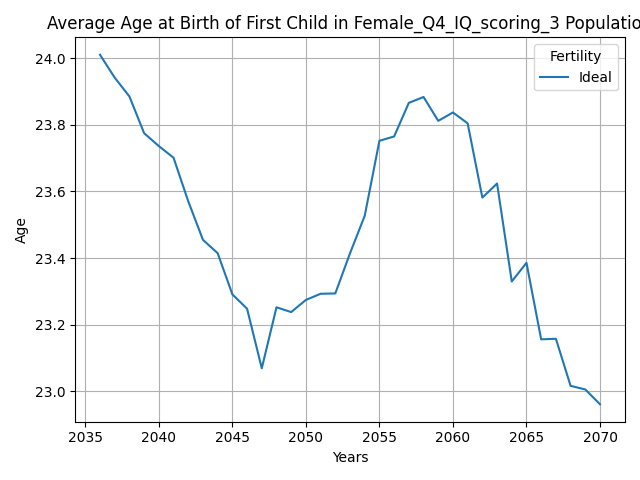 Average Age at Birth of First Child in Female_Q4_IQ_scoring_3 Populatio
Fertility
Ideal
24.0
23.8
23.6
23.4
23.2
23.0
Age
2035 2040 2045 2050 2055 2060 2065 2070
Years